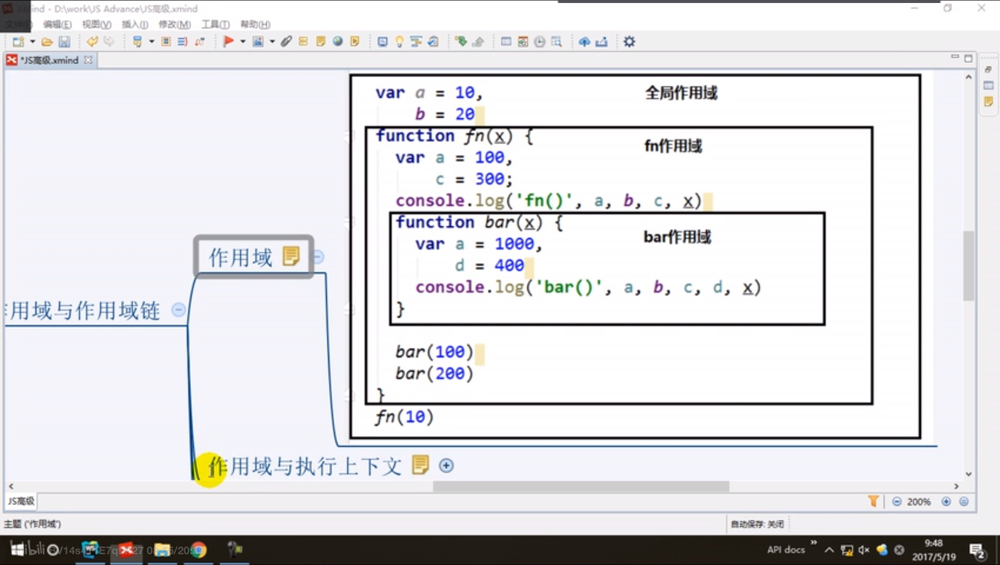 XMind - D:\work\JS Advance\JS高级.xmind
文件(F) 编辑(E) 视图(V) 插入(I) 修改(M) 工具(T) 帮助(H)
*JS高级.xmind
var a = 10,
b = 20
全局作用域
function fn(x) {
fn作用域
var a = 100,
c = 300;
console.log('fn()', a, b, c, x)
function bar(x) {
bar作用域
var a = 1000,
d = 400
console.log('bar()', a, b, c, d, x)
}
bar(100)
bar(200)
}
fn(10)
作用域
用域与作用域链
作用域与执行上下文
JS高级
200%
主题 ('作用域')
自动保存: 关闭
bilibili
API docs
9:48
2017/5/19
2